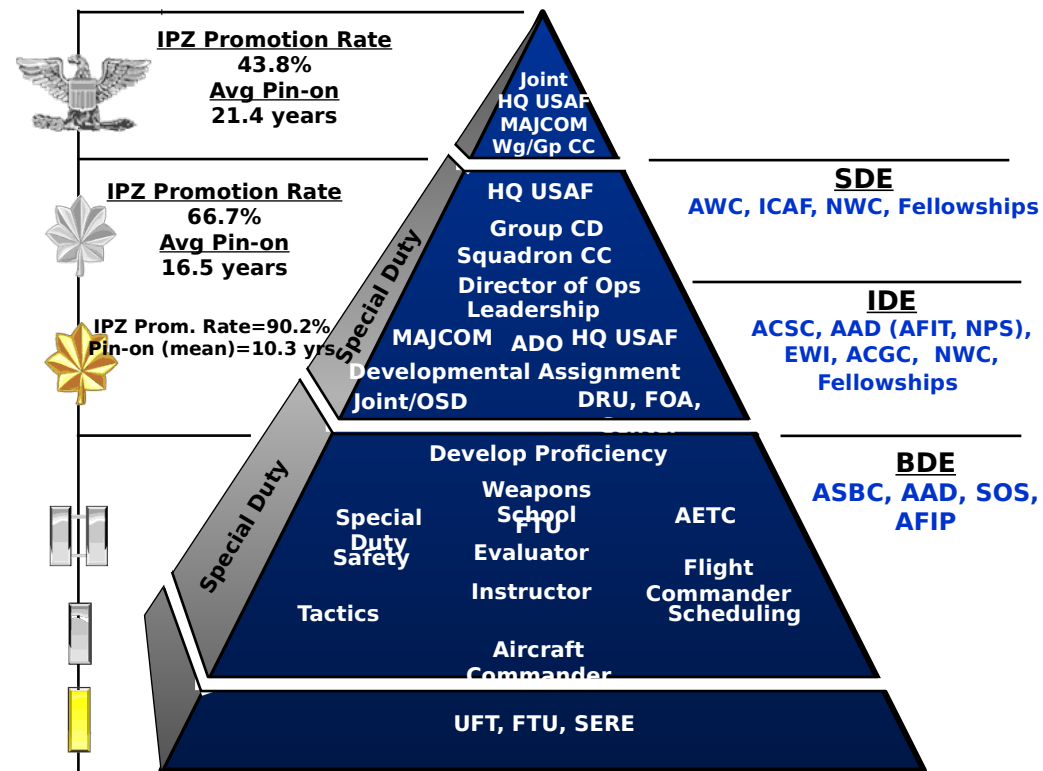 IPZ Promotion Rate
43.8%
Avg Pin-on
21.4 years
Joint
HQ USAF
MAJCOM
Wg/Gp CC
IPZ Promotion Rate
66.7%
Avg Pin-on
16.5 years
IPZ Prom. Rate=90.2%
Pin-on (mean)=10.3 yrs
Special Duty
HQ USAF
Group CD
Squadron CC
Director of Ops
Leadership
MAJCOM ADO HQ USAF
Developmental Assignment
Joint/OSD
DRU, FOA,
SDE
AWC, ICAF, NWC, Fellowships
IDE
ACSC, AAD (AFIT, NPS),
EWI, ACGC, NWC,
Fellowships
BDE
ASBC, AAD, SOS,
AFIP
Special Duty
Develop Proficiency
Weapons
School
FTU
Special
Duty
Safety
AETC
Evaluator
Flight
Commander
Instructor
Tactics
Scheduling
Aircraft
Commander
UFT, FTU, SERE